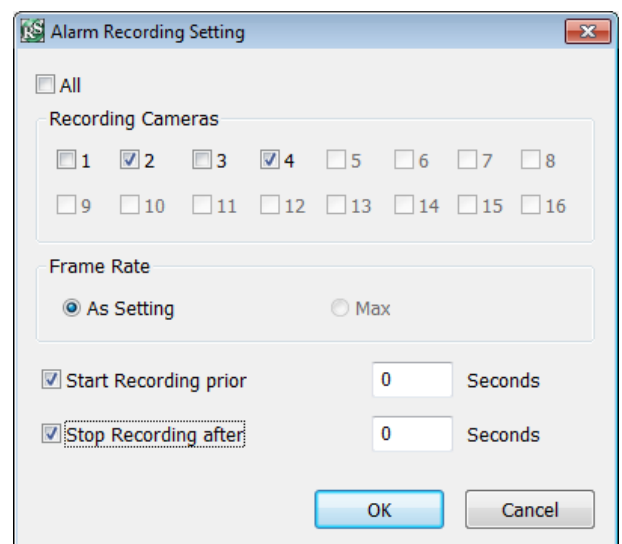 RS Alarm Recording Setting
All
Recording Cameras
1 2 3 4 5 6 7 8
9 10 11 12 13 14 15 16
Frame Rate
As Setting Max
Start Recording prior 0 Seconds
Stop Recording after 0 Seconds
OK Cancel